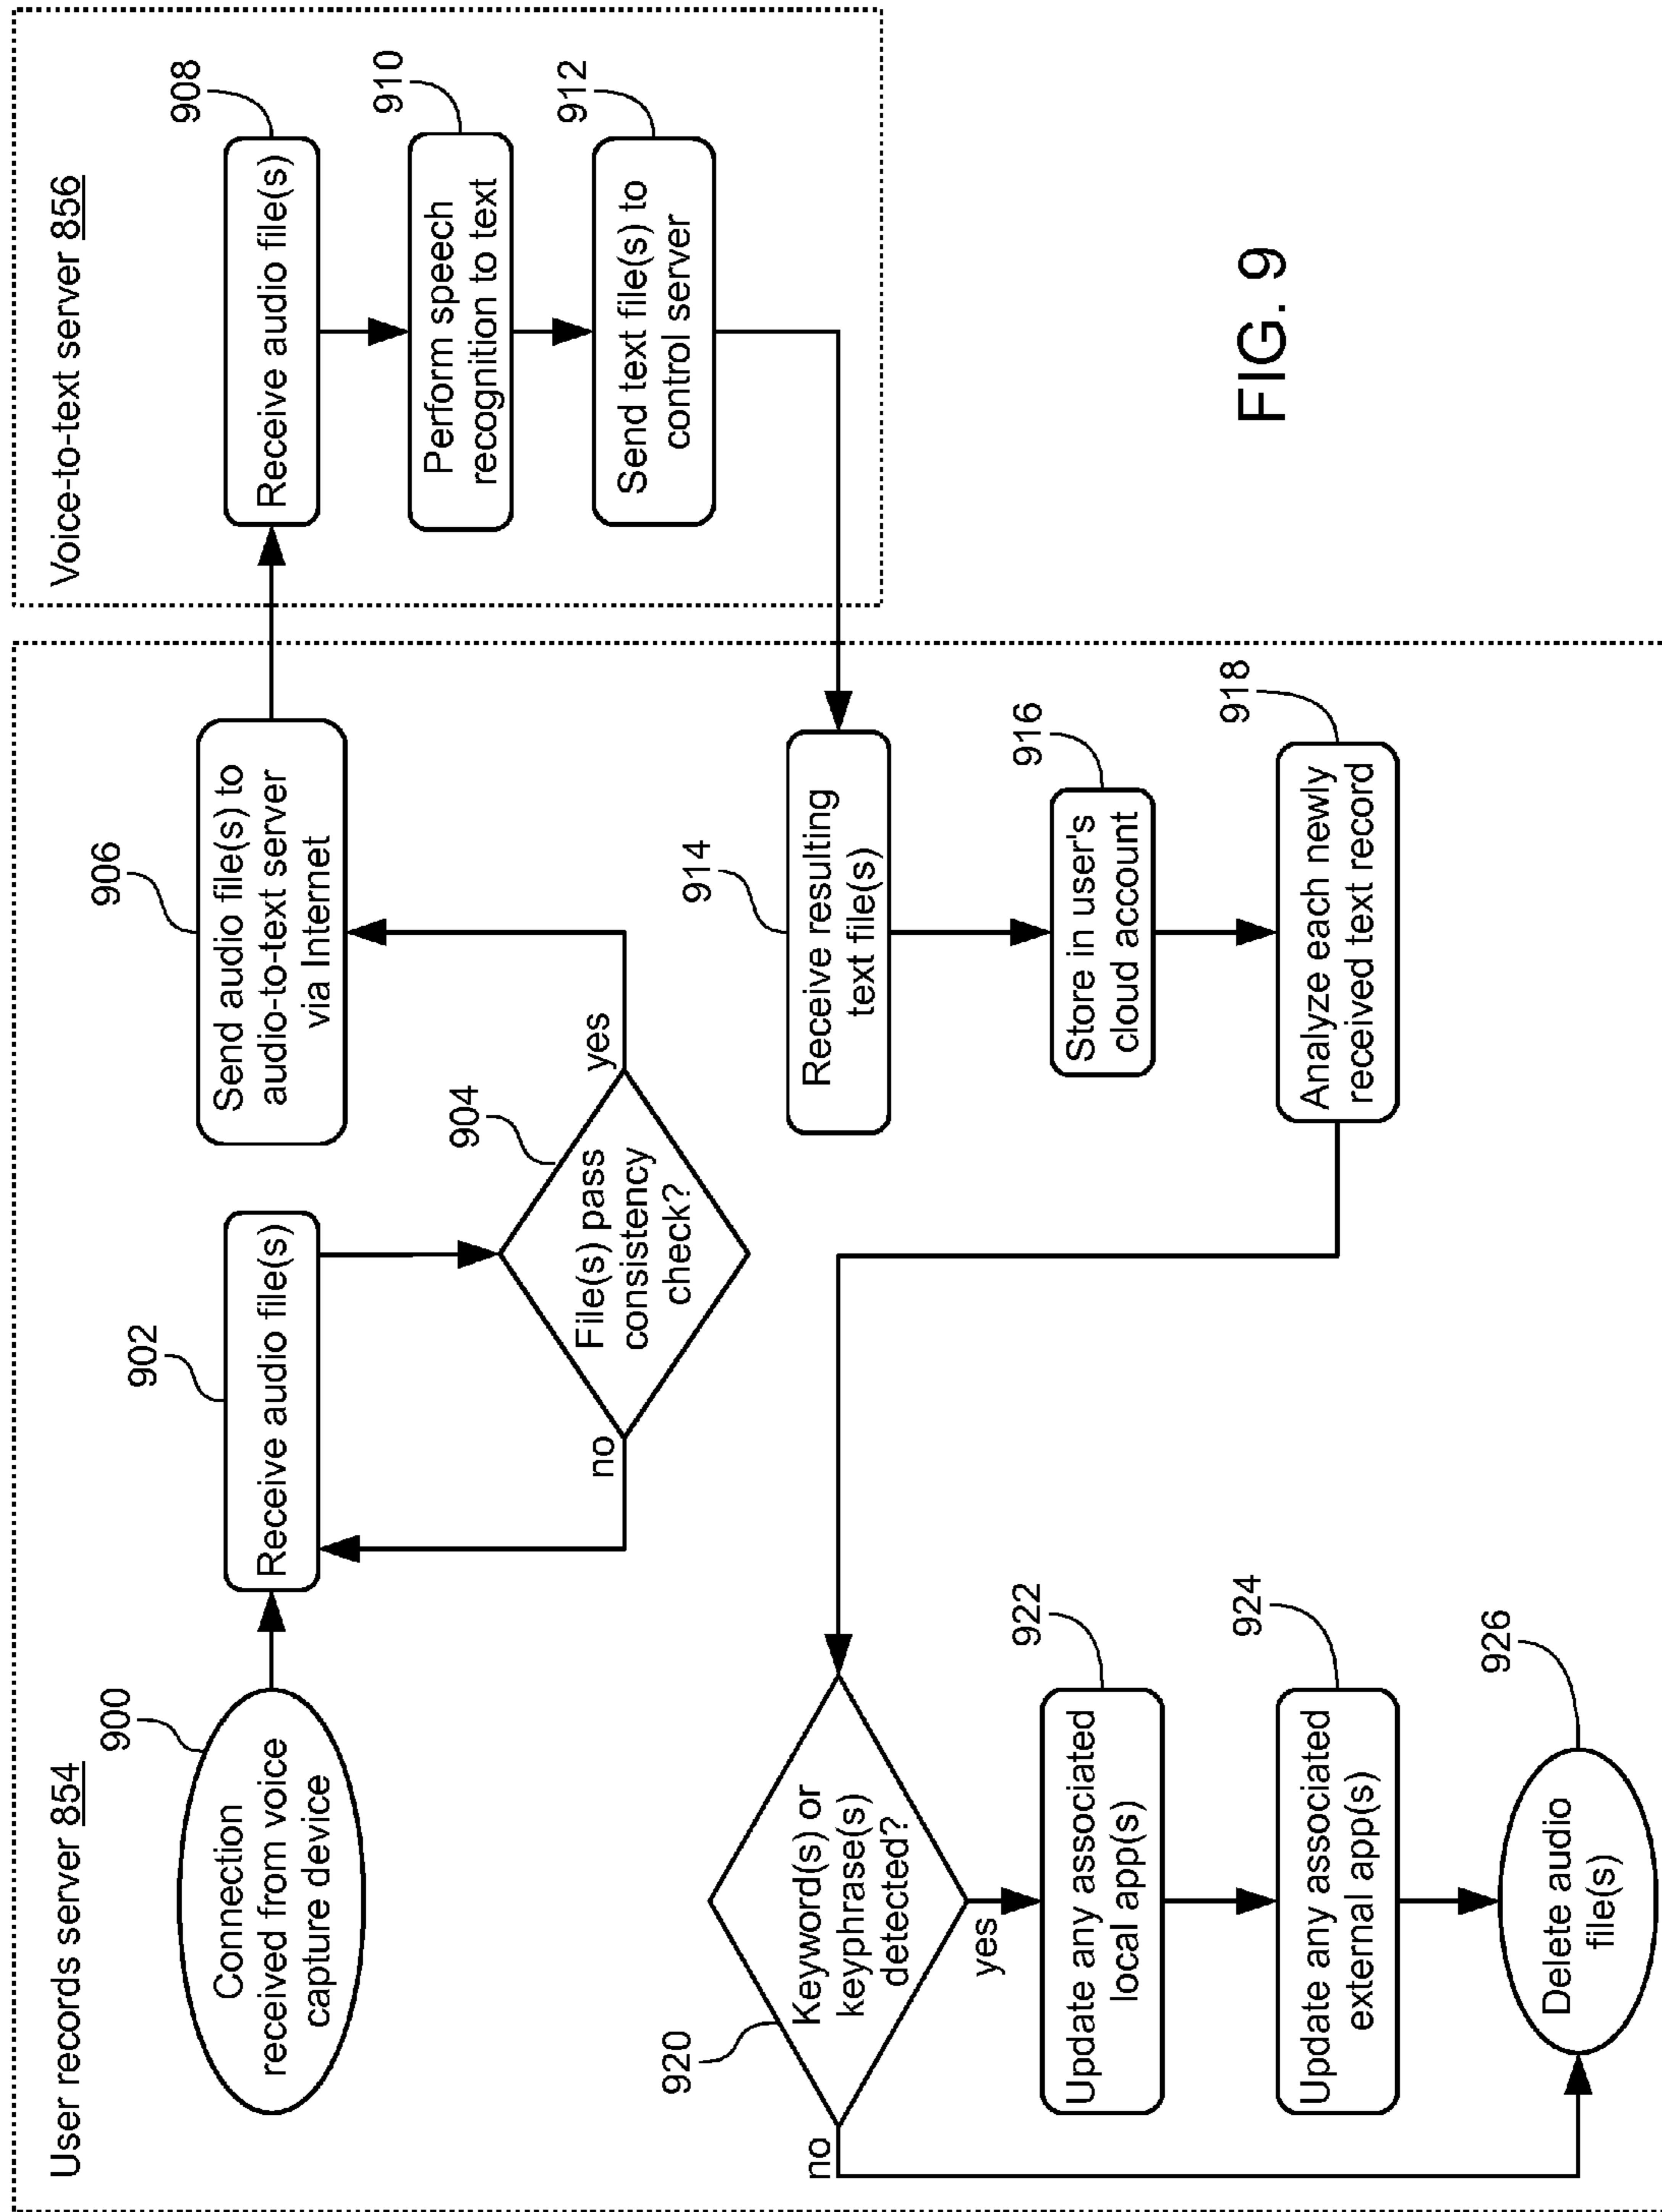 User records server 854
900
Connection
received from voice
capture device
902
Receive audio file(s)
904
File(s) pass
consistency
check?
no
yes
906
Send audio file(s) to
audio-to-text server
via Internet
Voice-to-text server 856
908
Receive audio file(s)
910
Perform speech
recognition to text
912
Send text file(s) to
control server
914
Receive resulting
text file(s)
916
Store in user's
cloud account
918
Analyze each newly
received text record
920
Keyword(s) or
keyphrase(s)
detected?
no
yes
922
Update any associated
local app(s)
924
Update any associated
external app(s)
926
Delete audio
file(s)
FIG. 9